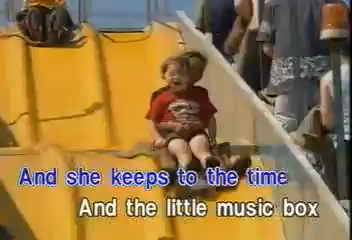 And she keeps to the time
And the little music box